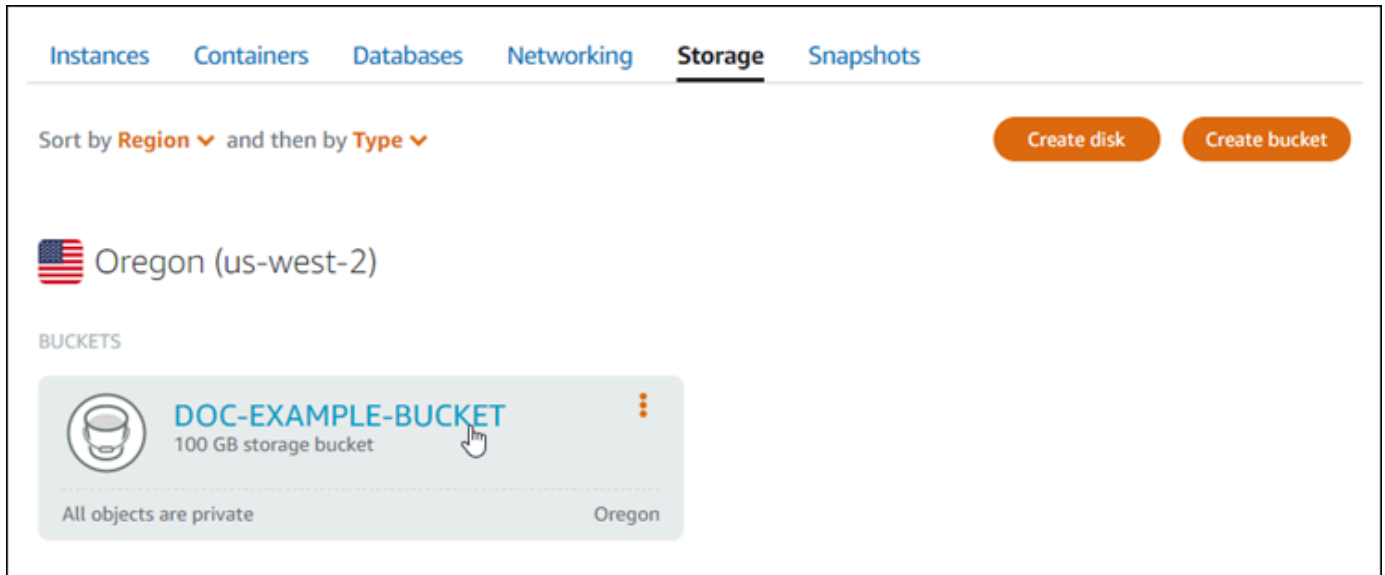 Instances Containers Databases Networking Storage Snapshots
Sort by Region and then by Type Create disk Create bucket
Oregon (us-west-2)
BUCKETS
DOC-EXAMPLE-BUCKET
100 GB storage bucket
All objects are private Oregon